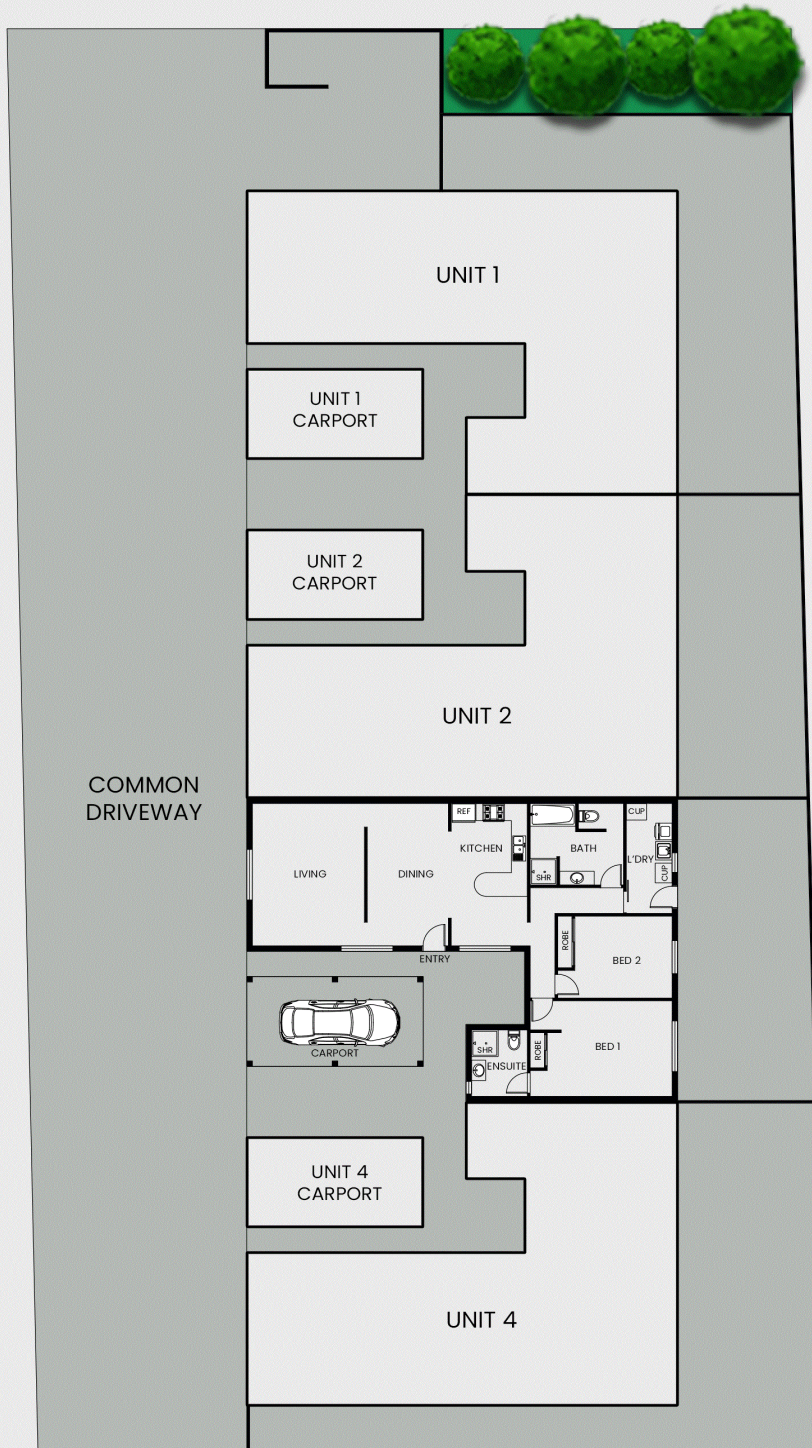 UNIT 1
UNIT 1
CARPORT
UNIT 2
CARPORT
UNIT 2
COMMON
DRIVEWAY
REF
CUP
KITCHEN
BATH
L'DRY
LIVING
DINING
SHR
CUP
ROBE
ENTRY
BED 2
CARPORT
SHR
ROBE
BED 1
ENSUITE
UNIT 4
CARPORT
UNIT 4